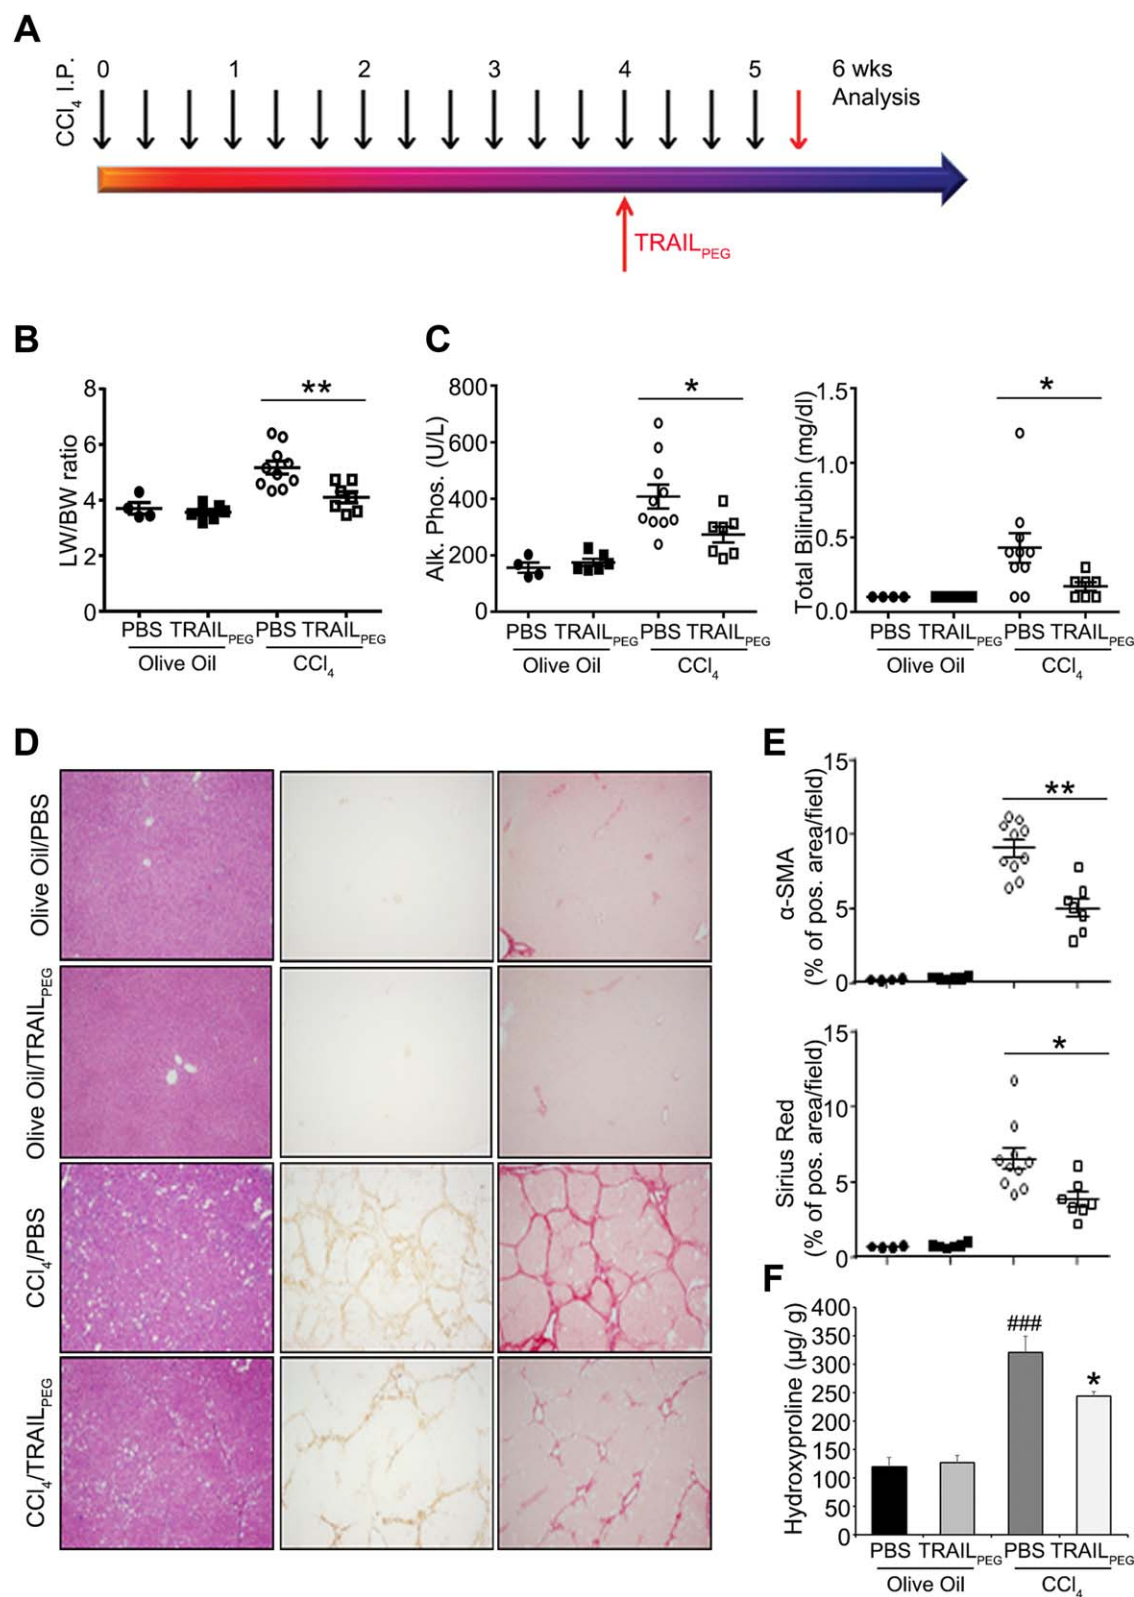 A
CCl4 I.P.
0 1 2 3 4 5 6 wks
Analysis
TRAILPEG
B
LW/BW ratio
8
6
4
2
0
**
PBS TRAILPEG PBS TRAILPEG
Olive Oil CCl4
C
Alk. Phos. (U/L)
800
600
400
200
0
*
PBS TRAILPEG PBS TRAILPEG
Olive Oil CCl4
Total Bilirubin (mg/dl)
1.5
1.0
0.5
0.0
*
PBS TRAILPEG PBS TRAILPEG
Olive Oil CCl4
D
Olive Oil/PBS
Olive Oil/TRAILPEG
CCl4/PBS
CCl4/TRAILPEG
E
α-SMA
(% of pos. area/field)
15
10
5
0
**
Sirius Red
(% of pos. area/field)
15
10
5
0
*
F
Hydroxyproline (µg/ g)
400
350
300
250
200
150
100
50
0
###
*
PBS TRAILPEG PBS TRAILPEG
Olive Oil CCl4